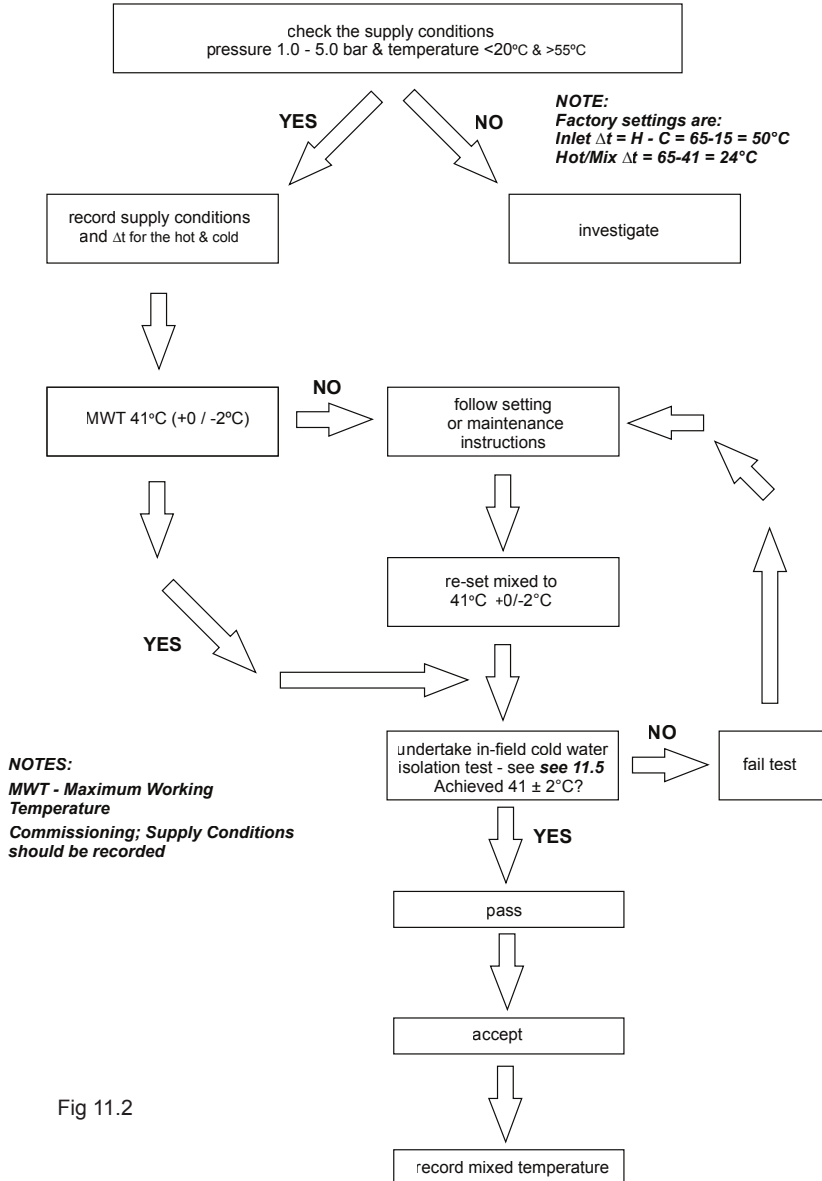 check the supply conditions
pressure 1.0 - 5.0 bar & temperature <20ºC & >55ºC
YES
NO
NOTE:
Factory settings are:
Inlet Δt = H - C = 65-15 = 50°C
Hot/Mix Δt = 65-41 = 24°C
record supply conditions
and Δt for the hot & cold
investigate
MWT 41ºC (+0 / -2ºC)
NO
follow setting
or maintenance
instructions
re-set mixed to
41ºC +0/-2°C
YES
undertake in-field cold water
isolation test - see see 11.5
Achieved 41 ± 2°C?
NO
fail test
NOTES:
MWT - Maximum Working
Temperature
Commissioning; Supply Conditions
should be recorded
YES
pass
accept
Fig 11.2
record mixed temperature